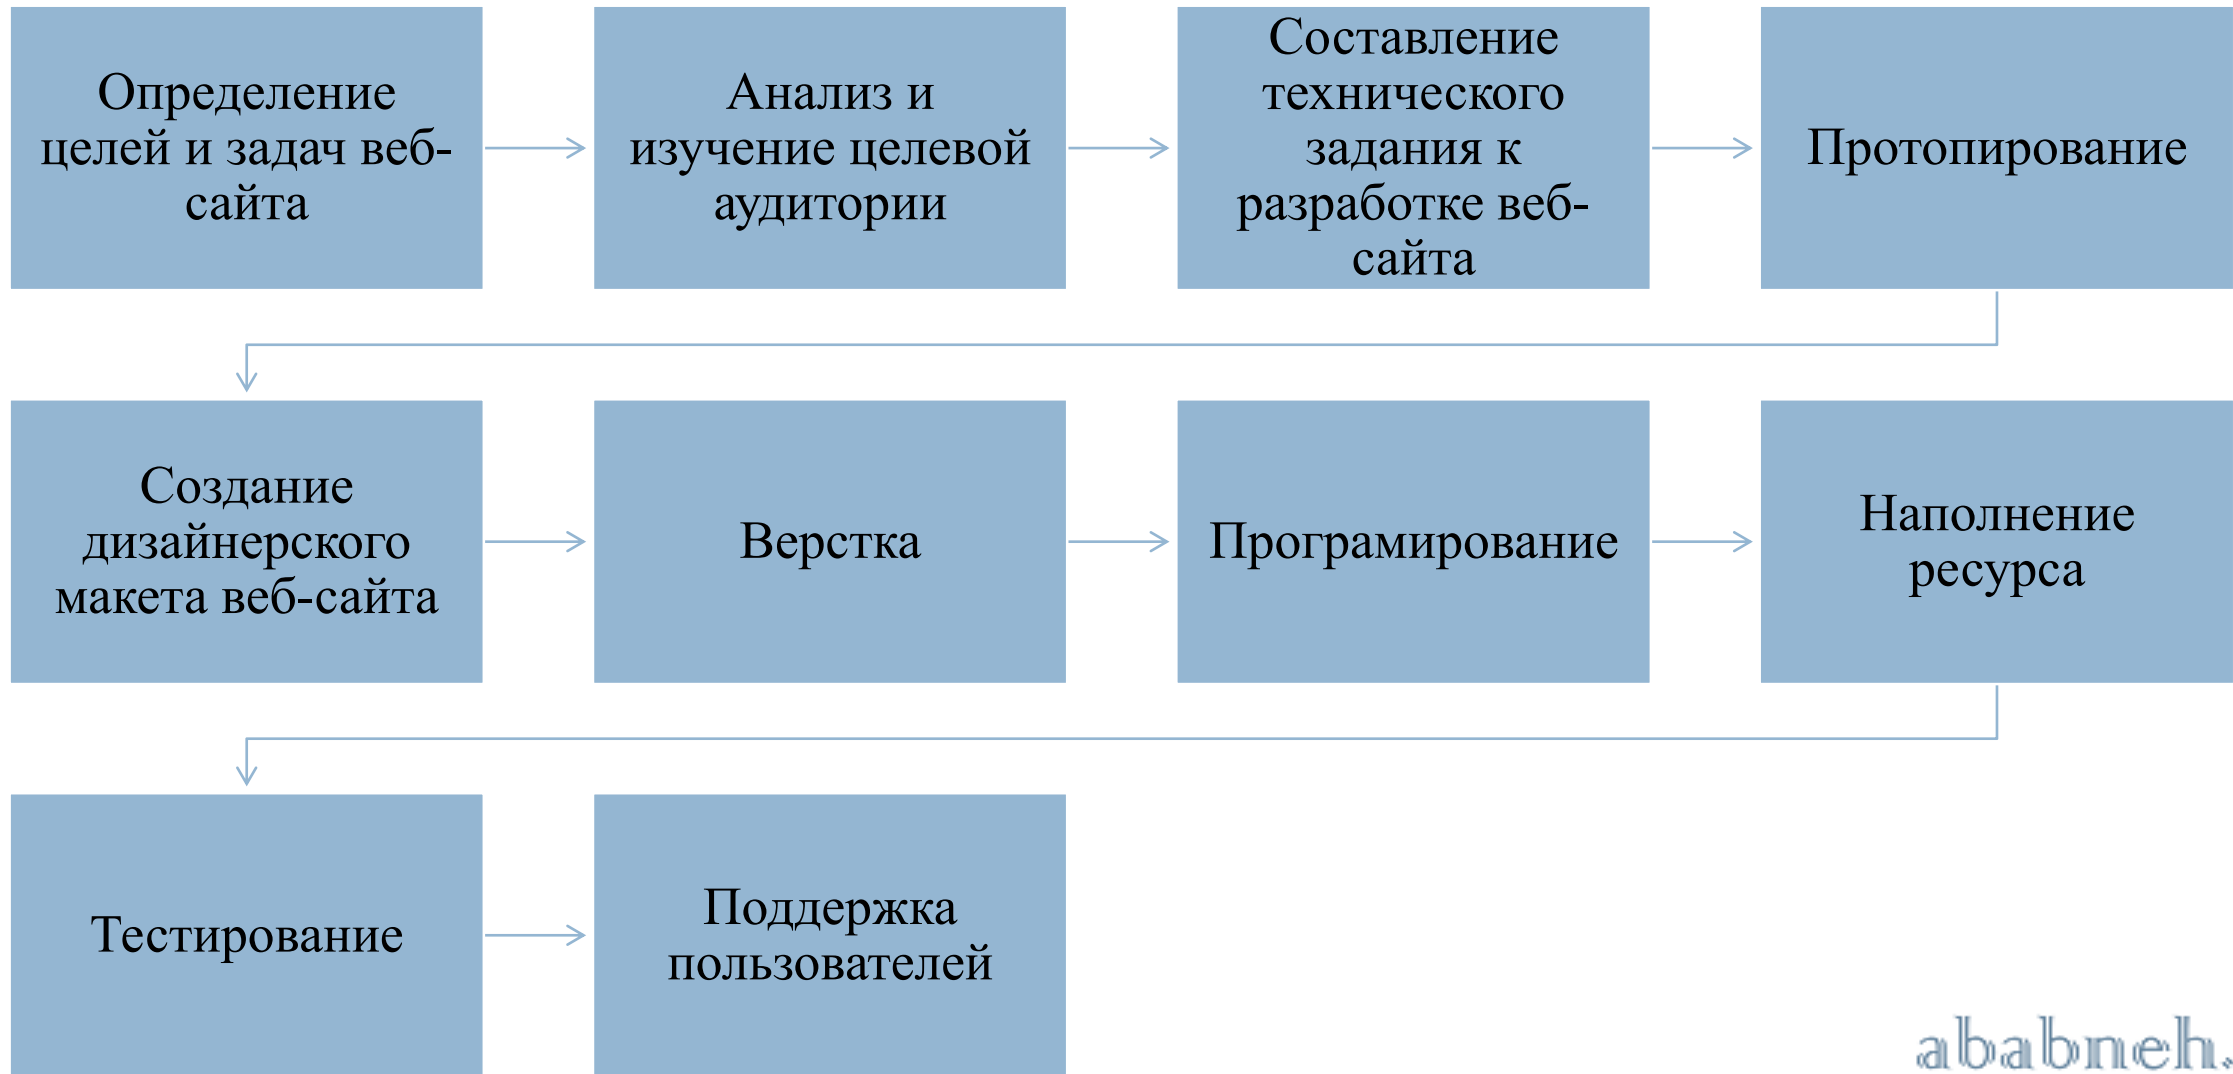 Определение
целей и задач веб-
сайта
Анализ и
изучение целевой
аудитории
Составление
технического
задания к
разработке веб-
сайта
Протопирование
Создание
дизайнерского
макета веб-сайта
Верстка
Програмирование
Наполнение
ресурса
Тестирование
Поддержка
пользователей
ababneh.